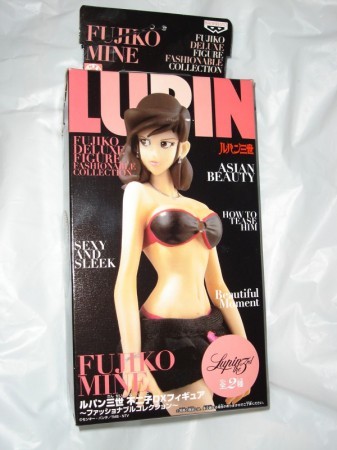 FUJIKO
MINE
FUJIKO
DELUXE
FIGURE
FASHIONABLE
COLLECTION
LUPIN
ルパン三世
FUJIKO
DELUXE
FIGURE
FASHIONABLE
COLLECTION
ASIAN
BEAUTY
HOW TO
TEASE
HIM
SEXY
AND
SLEEK
Beautiful
Moment
FUJIKO
MINE
Lupin the 3rd
全2種
ルパン三世 不二子DXフィギュア
~ファッショナブルコレクション~